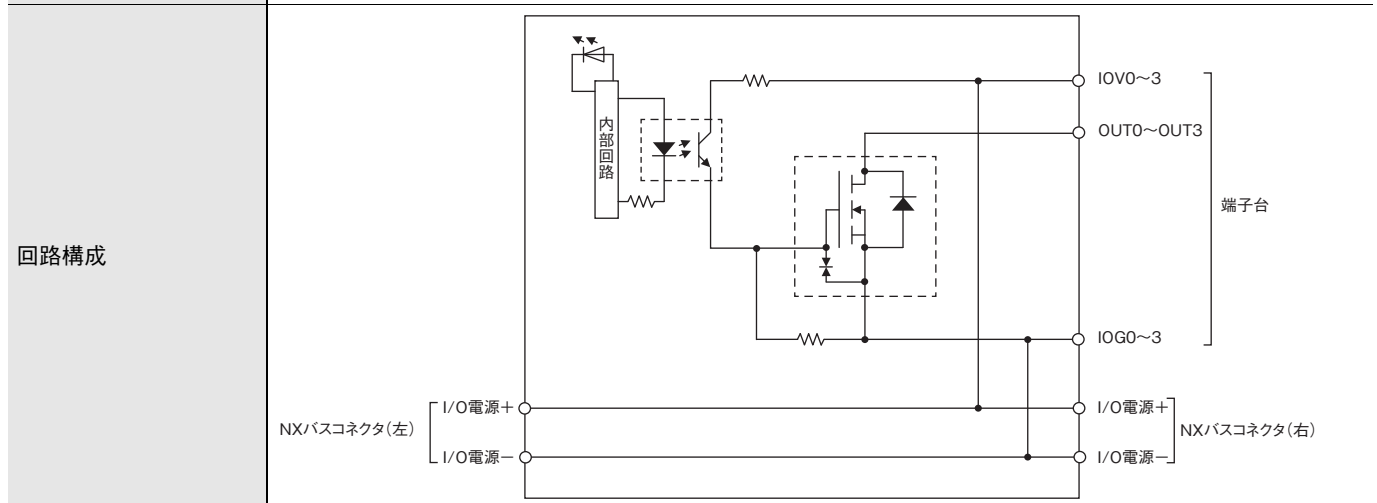 回路構成
内部回路
IOV0～3
OUT0～OUT3
端子台
IOG0～3
NXバスコネクタ（左）
I/O電源＋
I/O電源－
I/O電源＋
I/O電源－
NXバスコネクタ（右）